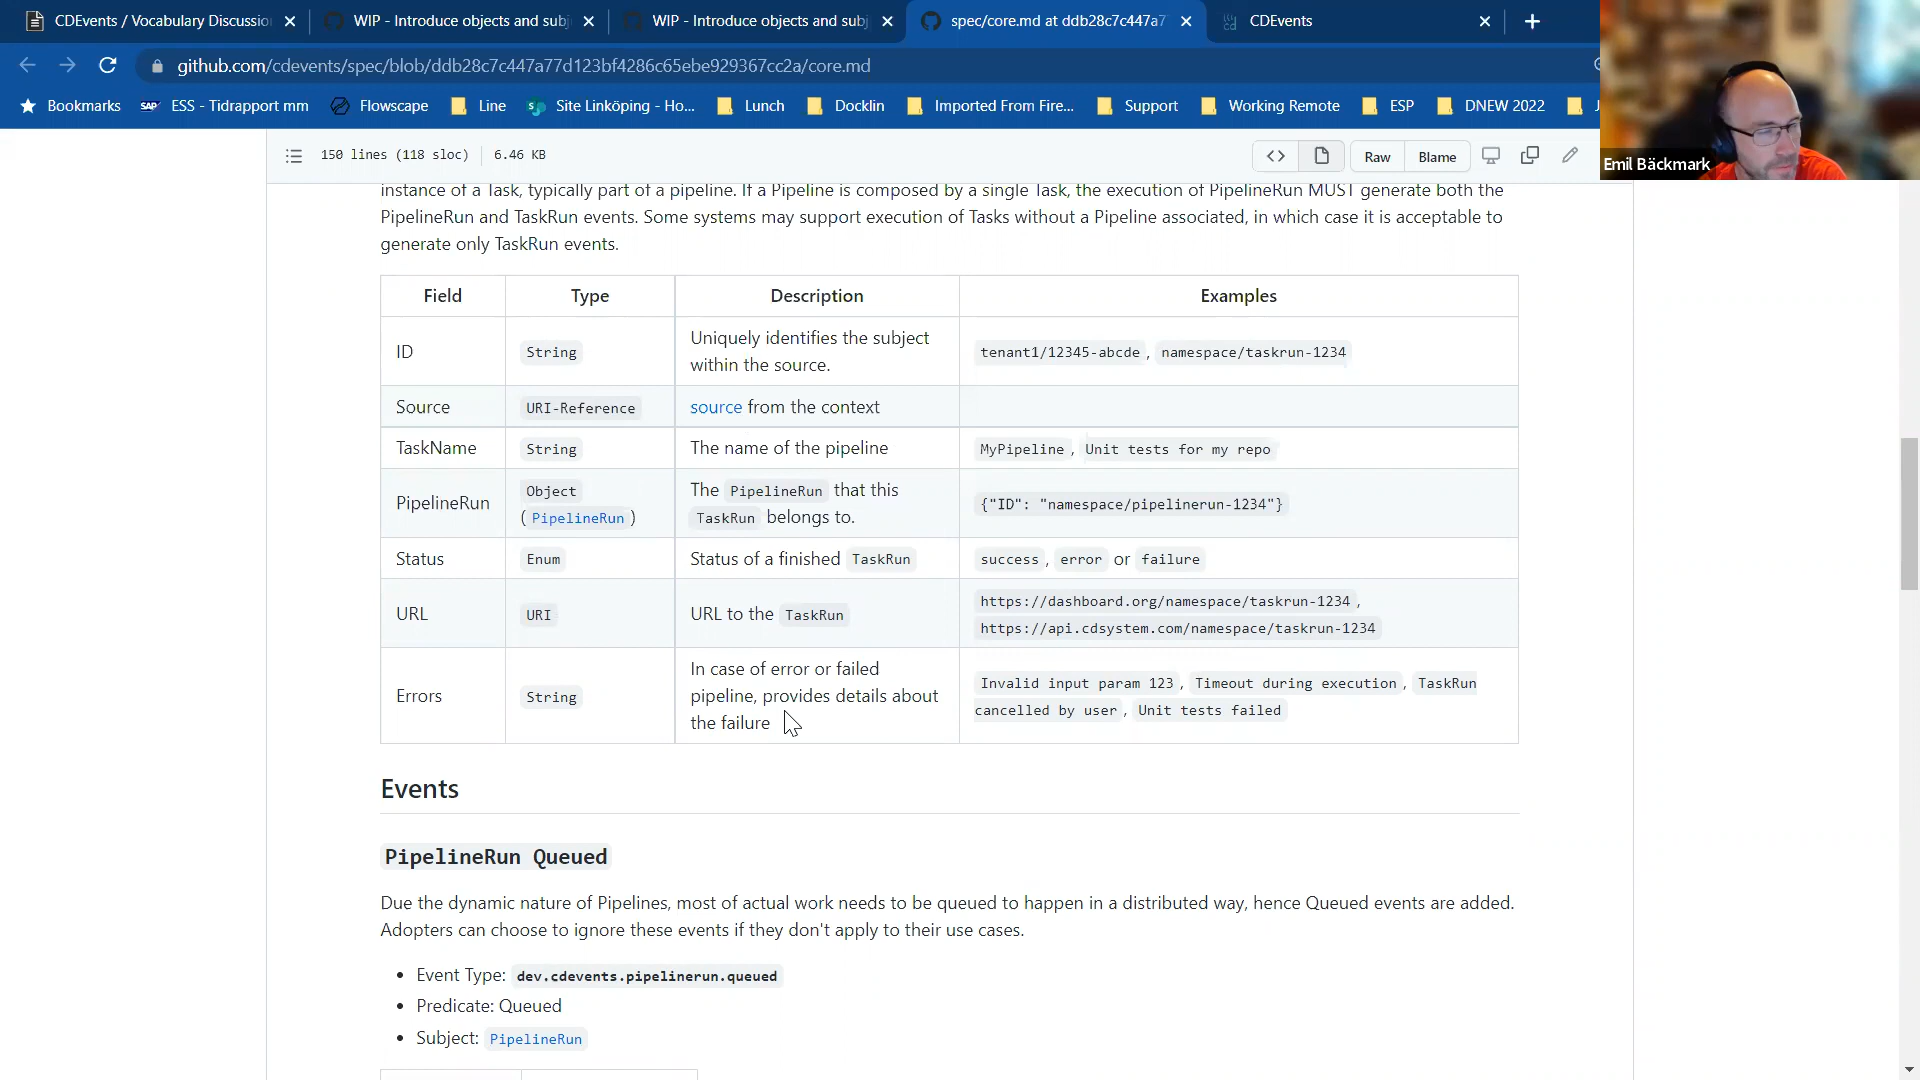 CDEvents / Vocabulary Discussio
WIP - Introduce objects and subj
WIP - Introduce objects and subj
spec/core.md at ddb28c7c447a7
CDEvents
github.com/cdevents/spec/blob/ddb28c7c447a77d123bf4286c65ebe929367cc2a/core.md
Bookmarks
SAP ESS - Tidrapport mm
Flowscape
Line
Site Linköping - Ho...
Lunch
Docklin
Imported From Fire...
Support
Working Remote
ESP
DNEW 2022
Emil Bäckmark
150 lines (118 sloc) 6.46 KB
Raw
Blame
instance of a Task, typically part of a pipeline. If a Pipeline is composed by a single Task, the execution of PipelineRun MUST generate both the
PipelineRun and TaskRun events. Some systems may support execution of Tasks without a Pipeline associated, in which case it is acceptable to
generate only TaskRun events.
Field Type Description Examples
ID String Uniquely identifies the subject within the source. tenant1/12345-abcde , namespace/taskrun-1234
Source URI-Reference source from the context
TaskName String The name of the pipeline MyPipeline , Unit tests for my repo
PipelineRun Object ( PipelineRun ) The PipelineRun that this TaskRun belongs to. {"ID": "namespace/pipelinerun-1234"}
Status Enum Status of a finished TaskRun success , error or failure
URL URI URL to the TaskRun https://dashboard.org/namespace/taskrun-1234 ,
https://api.cdsystem.com/namespace/taskrun-1234
Errors String In case of error or failed pipeline, provides details about the failure Invalid input param 123 , Timeout during execution , TaskRun
cancelled by user , Unit tests failed
Events
PipelineRun Queued
Due the dynamic nature of Pipelines, most of actual work needs to be queued to happen in a distributed way, hence Queued events are added.
Adopters can choose to ignore these events if they don't apply to their use cases.
• Event Type: dev.cdevents.pipelinerun.queued
• Predicate: Queued
• Subject: PipelineRun